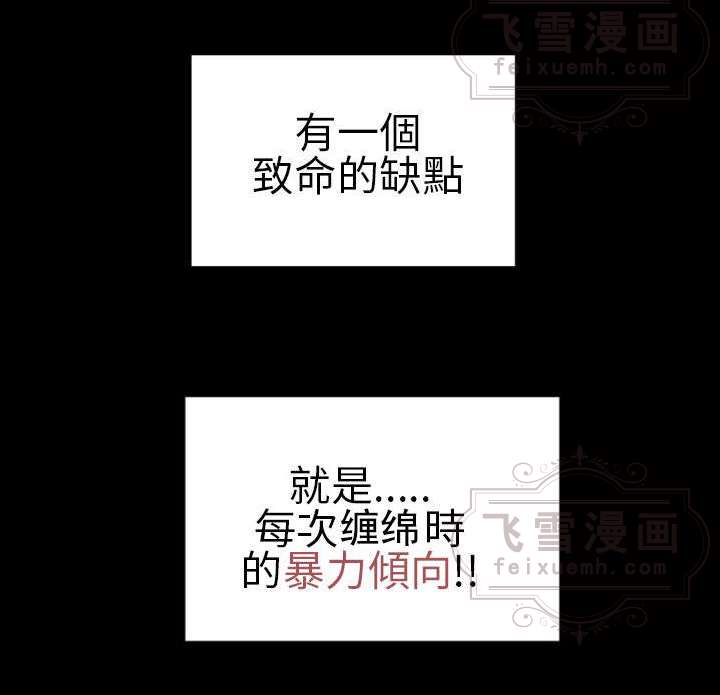 飞雪漫画
feixuemh.com
有一個
致命的缺點
就是.....
每次缠绵時
的暴力傾向!!
飞雪漫画
feixuemh.com